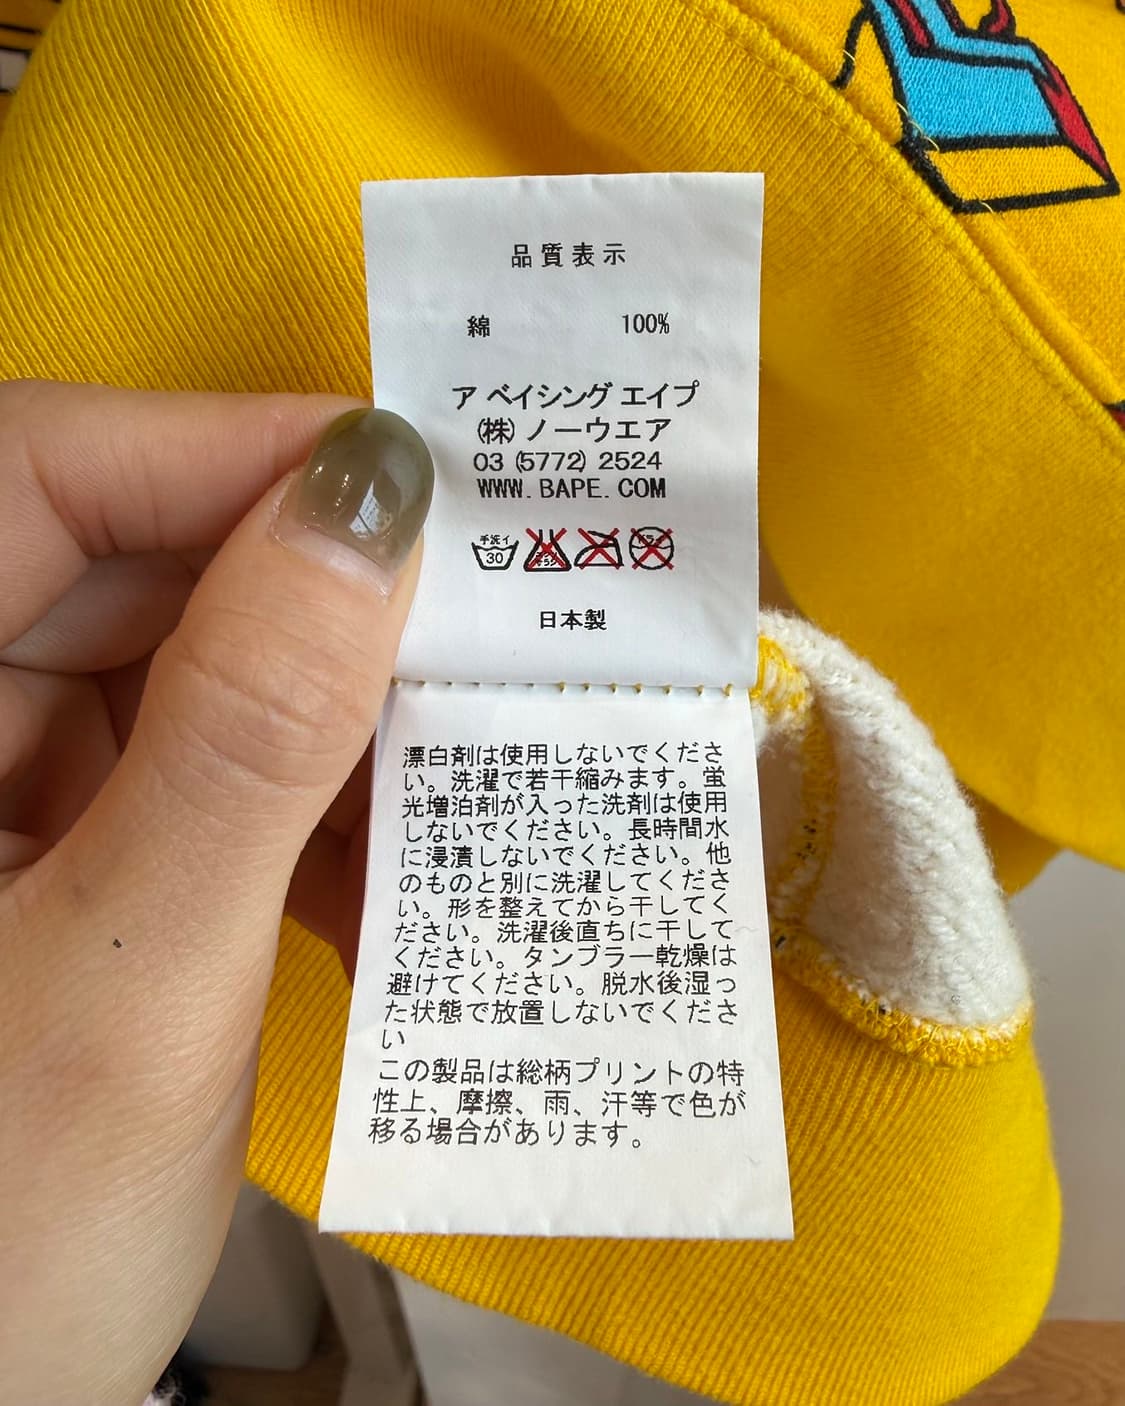 品質表示
綿 100%
ア ベイシング エイプ
(株) ノーウエア
03 (5772) 2524
WWW. BAPE. COM
手洗イ
30
日本製
漂白剤は使用しないでくださ
い。洗濯で若干縮みます。蛍
光増泊剤が入った洗剤は使用
しないでください。長時間水
に浸漬しないでください。他
のものと別に洗濯してくださ
い。形を整えてから干してく
ださい。洗濯後直ちに干して
ください。タンブラー乾燥は
避けてください。脱水後湿っ
た状態で放置しないでくださ
い
この製品は総柄プリントの特
性上、摩擦、雨、汗等で色が
移る場合があります。